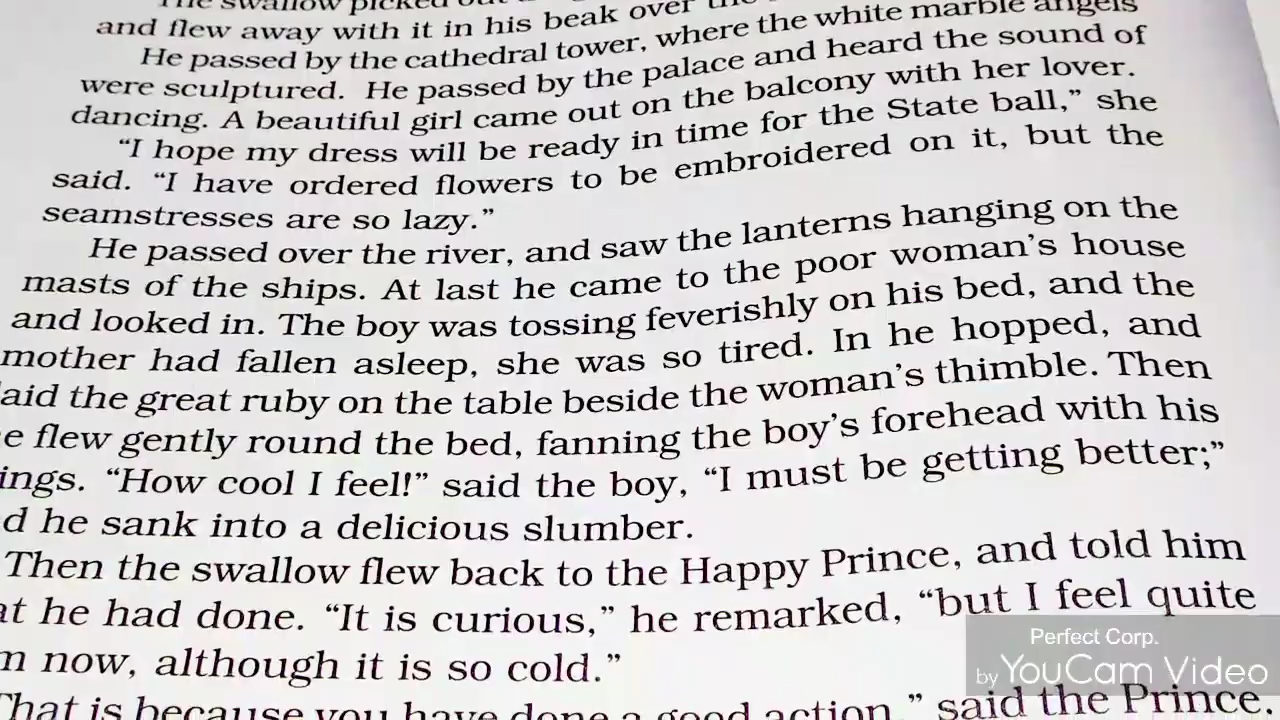 The swallow picked out
and flew away with it in his beak over
He passed by the cathedral tower, where the white marble angels
were sculptured. He passed by the palace and heard the sound of
dancing. A beautiful girl came out on the balcony with her lover.
“I hope my dress will be ready in time for the State ball,” she
said. “I have ordered flowers to be embroidered on it, but the
seamstresses are so lazy.”
He passed over the river, and saw the lanterns hanging on the
masts of the ships. At last he came to the poor woman’s house
and looked in. The boy was tossing feverishly on his bed, and the
mother had fallen asleep, she was so tired. In he hopped, and
aid the great ruby on the table beside the woman’s thimble. Then
e flew gently round the bed, fanning the boy’s forehead with his
ings. “How cool I feel!” said the boy, “I must be getting better;”
d he sank into a delicious slumber.
Then the swallow flew back to the Happy Prince, and told him
at he had done. “It is curious,” he remarked, “but I feel quite
m now, although it is so cold.”
That is because you have done a good action,” said the Prince.
Perfect Corp.
by YouCam Video